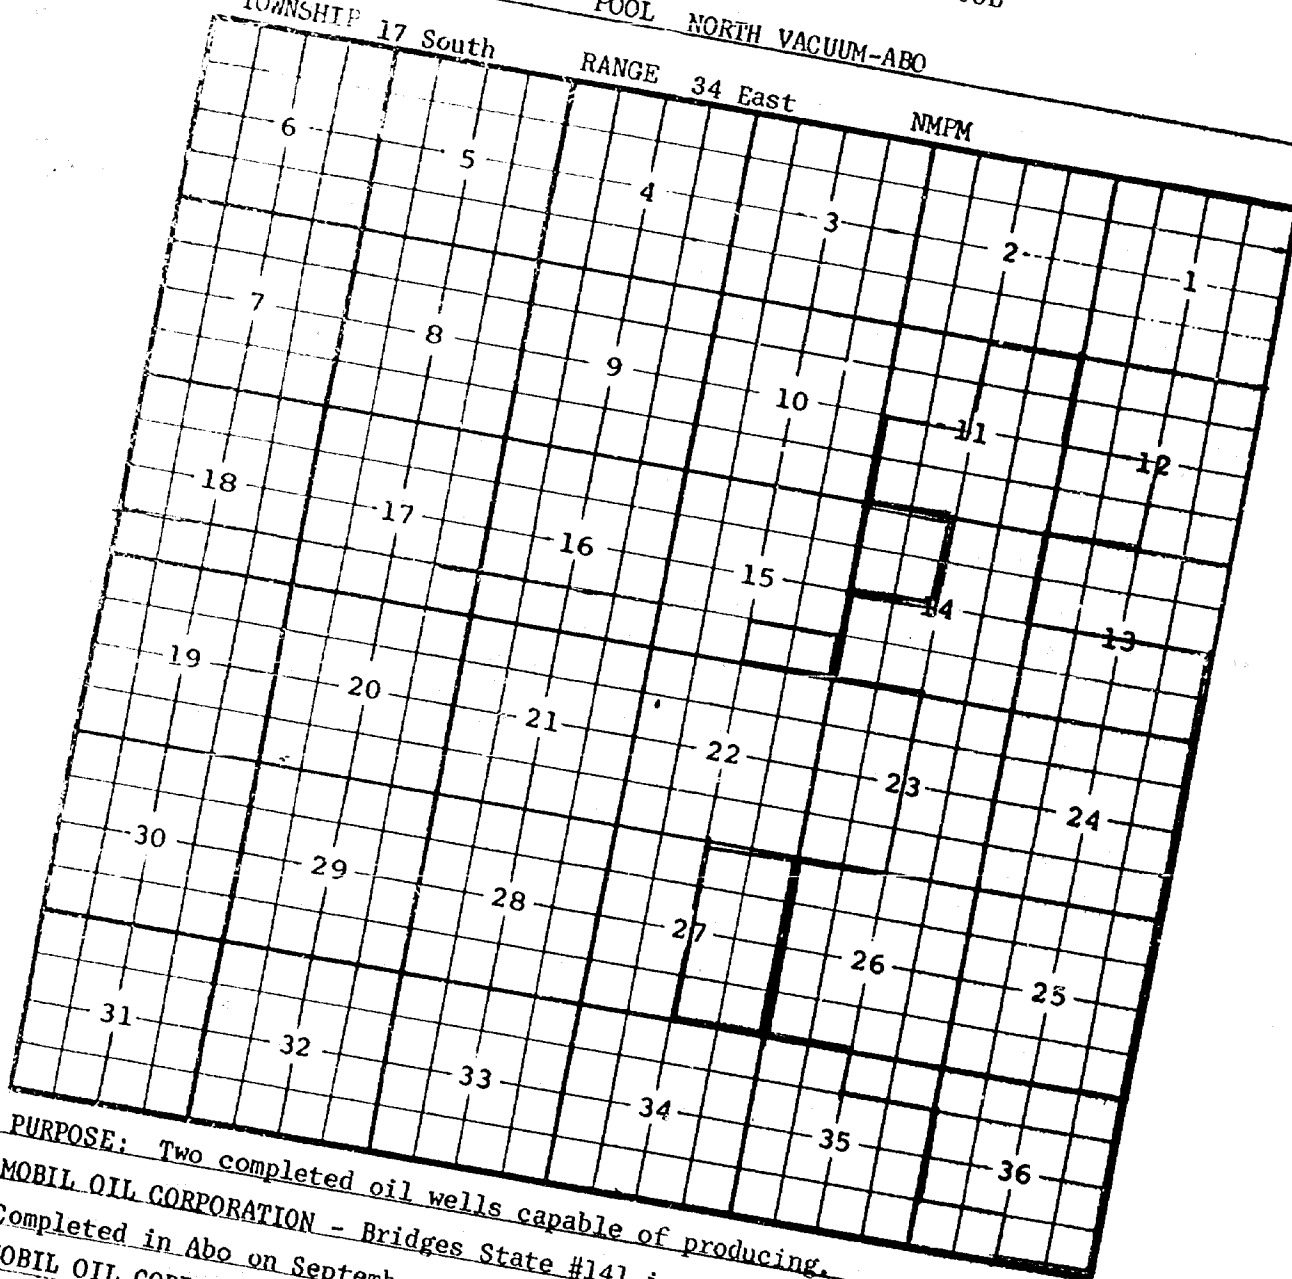 POOL NORTH VACUUM-ABO
TOWNSHIP 17 South RANGE 34 East NMPM
6 5 4 3 2 1
7 8 9 10 11 12
18 17 16 15 14 13
19 20 21 22 23 24
30 29 28 27 26 25
31 32 33 34 35 36
PURPOSE: Two completed oil wells capable of producing.
MOBIL OIL CORPORATION - Bridges State #141
Completed in Abo on
OIL